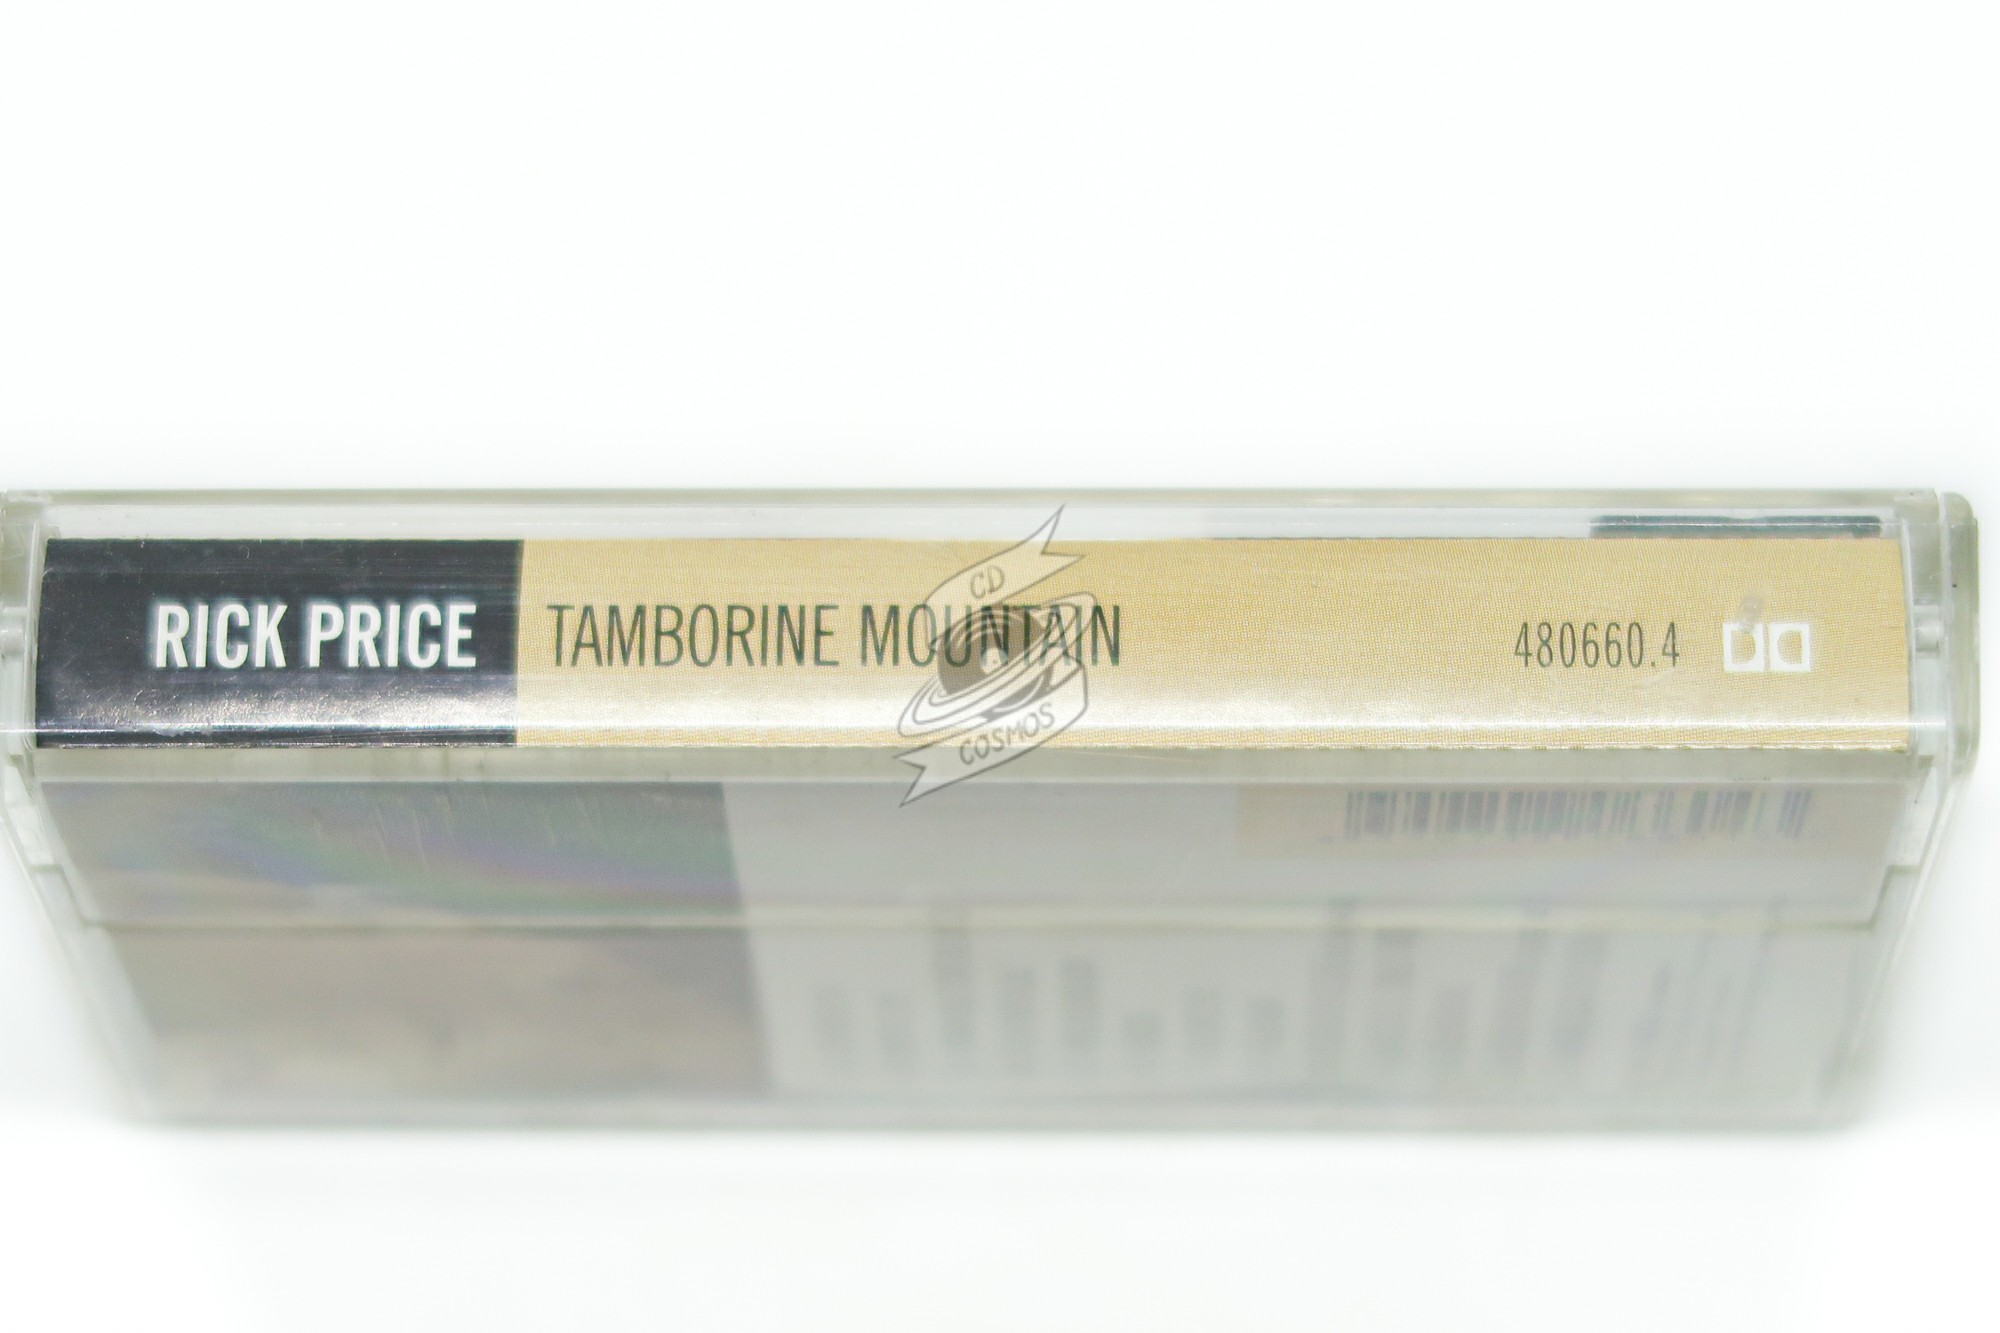 RICK PRICE TAMBORINE MOUNTAIN 480660.4
CD
COSMOS